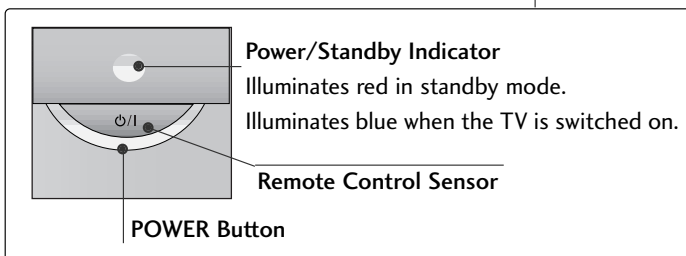 Power/Standby Indicator
Illuminates red in standby mode.
Illuminates blue when the TV is switched on.
⏻/I
Remote Control Sensor
POWER Button